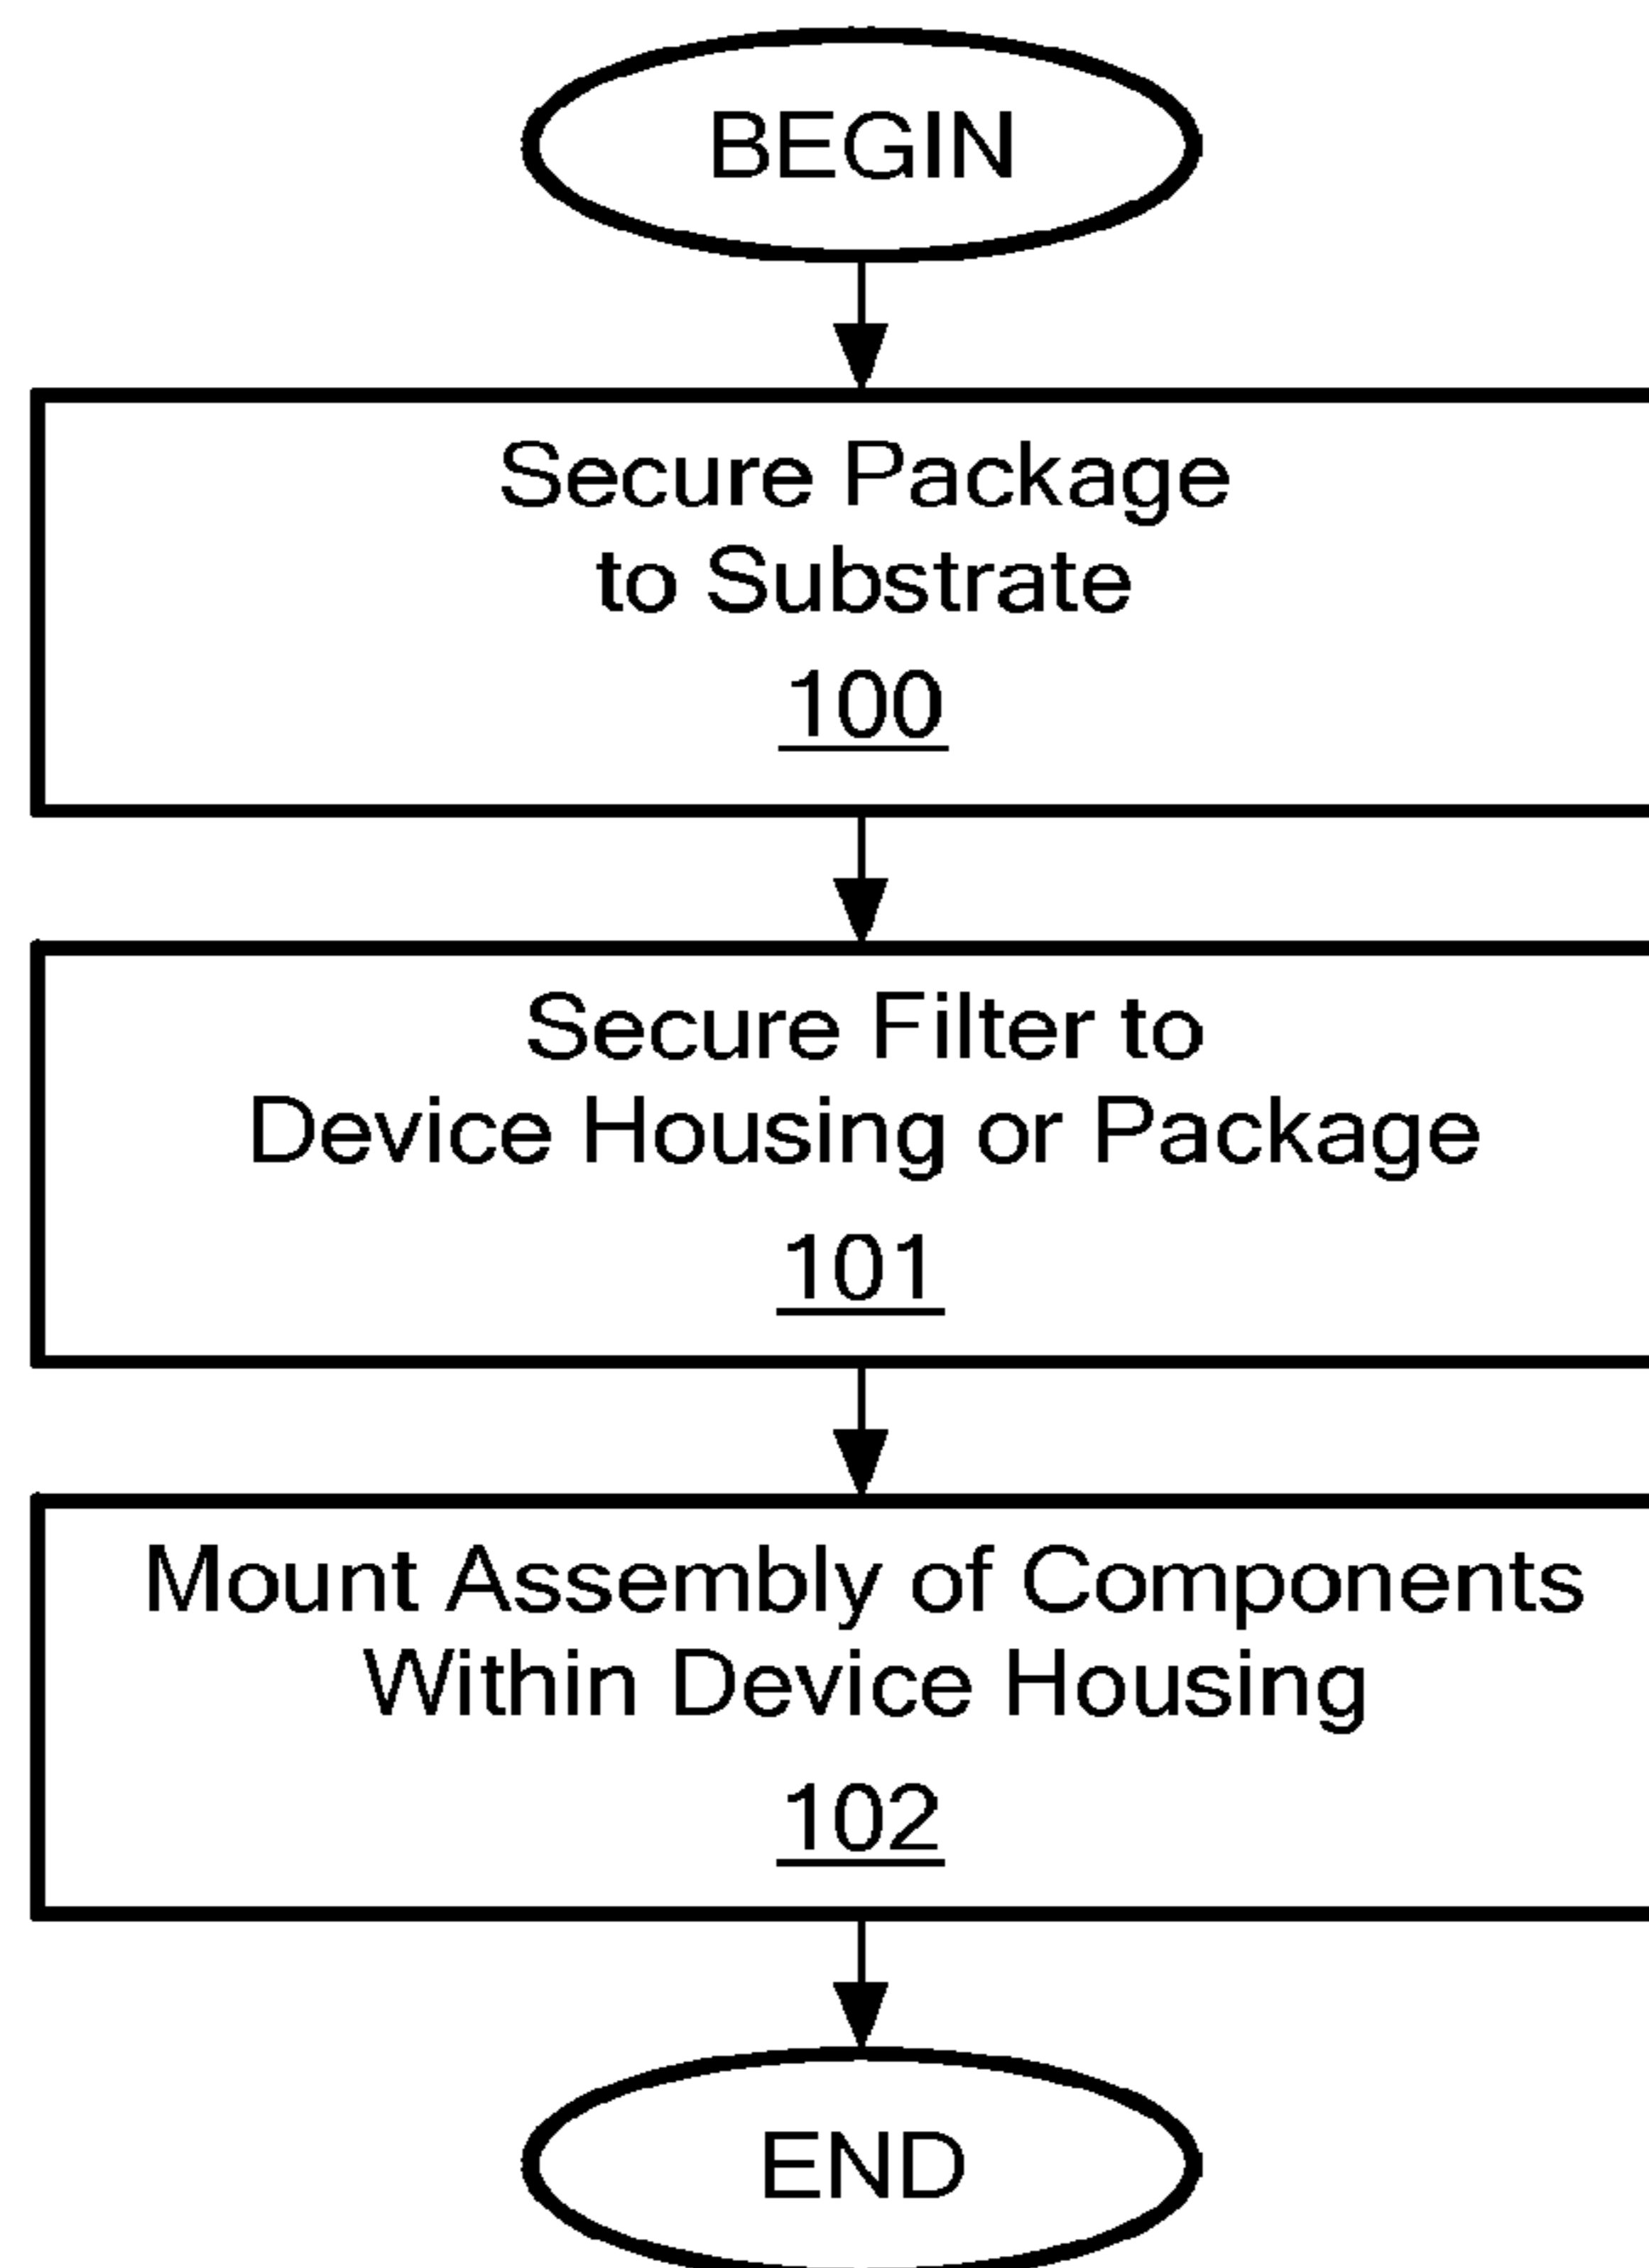 BEGIN
Secure Package
to Substrate
100
Secure Filter to
Device Housing or Package
101
Mount Assembly of Components
Within Device Housing
102
END